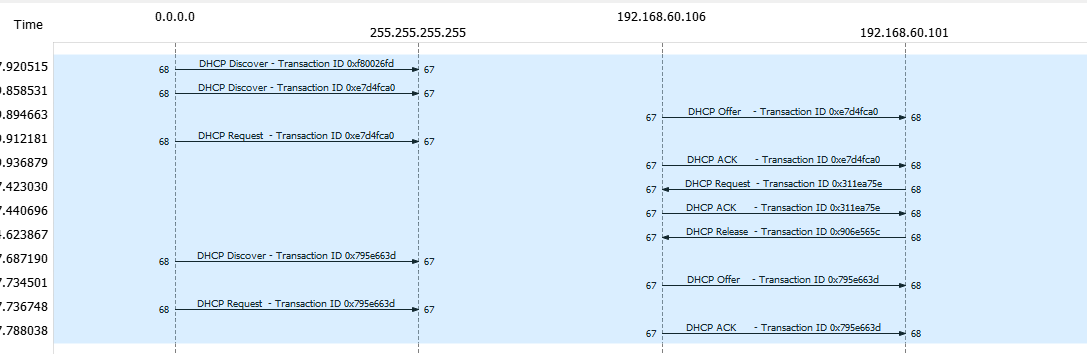 0.0.0.0 192.168.60.106
Time
255.255.255.255 192.168.60.101
7.920515 68 DHCP Discover - Transaction ID 0xf80026fd 67
9.858531 68 DHCP Discover - Transaction ID 0xe7d4fca0 67
9.894663 67 DHCP Offer - Transaction ID 0xe7d4fca0 68
9.912181 68 DHCP Request - Transaction ID 0xe7d4fca0 67
9.936879 67 DHCP ACK - Transaction ID 0xe7d4fca0 68
7.423030 67 DHCP Request - Transaction ID 0x311ea75e 68
7.440696 67 DHCP ACK - Transaction ID 0x311ea75e 68
4.623867 67 DHCP Release - Transaction ID 0x906e565c 68
7.687190 68 DHCP Discover - Transaction ID 0x795e663d 67
7.734501 67 DHCP Offer - Transaction ID 0x795e663d 68
7.736748 68 DHCP Request - Transaction ID 0x795e663d 67
7.788038 67 DHCP ACK - Transaction ID 0x795e663d 68